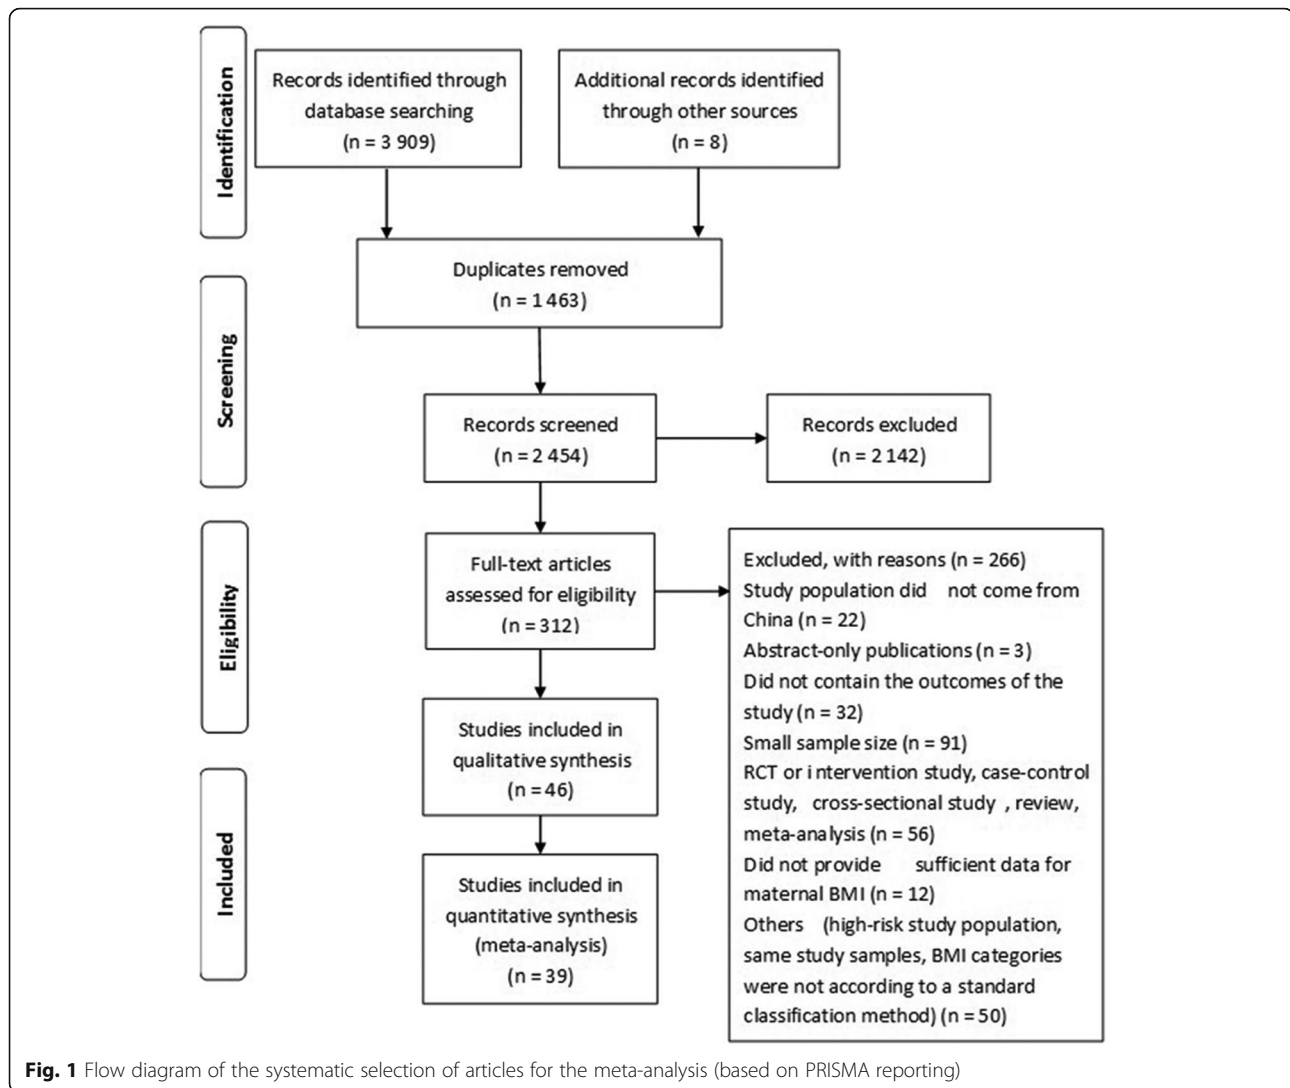 Identification
Records identified through
database searching
(n = 3 909)
Additional records identified
through other sources
(n = 8)
Duplicates removed
(n = 1 463)
Screening
Records screened
(n = 2 454)
Records excluded
(n = 2 142)
Eligibility
Full-text articles
assessed for eligibility
(n = 312)
Excluded, with reasons (n = 266)
Study population did not come from
China (n = 22)
Abstract-only publications (n = 3)
Did not contain the outcomes of the
study (n = 32)
Small sample size (n = 91)
RCT or intervention study, case-control
study, cross-sectional study , review,
meta-analysis (n = 56)
Did not provide sufficient data for
maternal BMI (n = 12)
Others (high-risk study population,
same study samples, BMI categories
were not according to a standard
classification method) (n = 50)
Studies included in
qualitative synthesis
(n = 46)
Included
Studies included in
quantitative synthesis
(meta-analysis)
(n = 39)
Fig. 1 Flow diagram of the systematic selection of articles for the meta-analysis (based on PRISMA reporting)